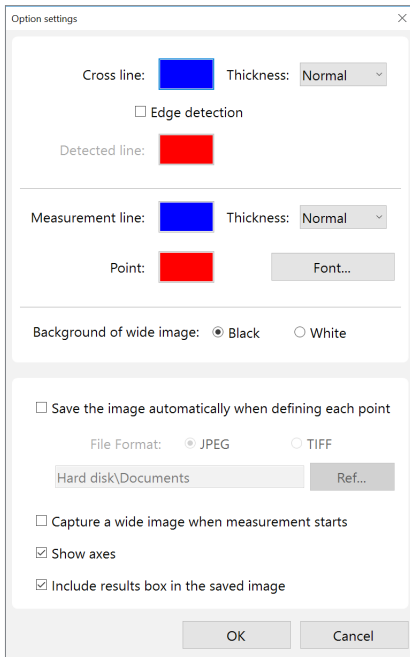 Option settings
Cross line: Thickness: Normal
Edge detection
Detected line:
Measurement line: Thickness: Normal
Point: Font...
Background of wide image: Black White
Save the image automatically when defining each point
File Format: JPEG TIFF
Hard disk\Documents Ref...
Capture a wide image when measurement starts
Show axes
Include results box in the saved image
OK Cancel